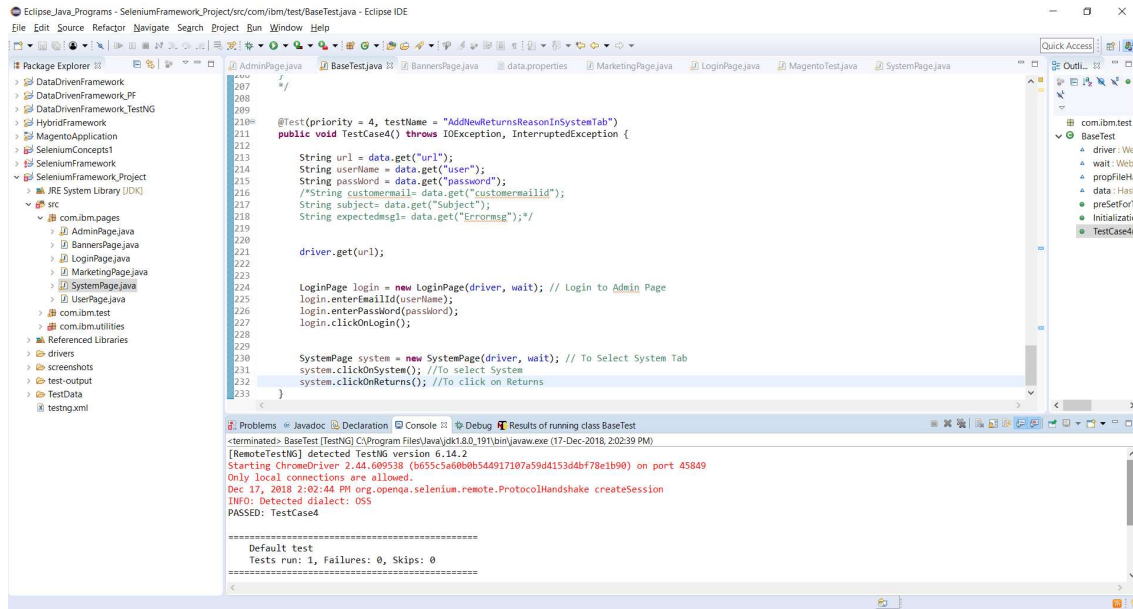 Eclipse_Java_Programs - SeleniumFramework_Project/src/com/ibm/test/BaseTest.java - Eclipse IDE
File Edit Source Refactor Navigate Search Project Run Window Help
Quick Access
Package Explorer
DataDrivenFramework
DataDrivenFramework_PF
DataDrivenFramework_TestNG
HybridFramework
MagentoApplication
SeleniumConcepts1
SeleniumFramework
SeleniumFramework_Project
JRE System Library [JDK]
src
com.ibm.pages
AdminPage.java
BannersPage.java
LoginPage.java
MarketingPage.java
SystemPage.java
UserPage.java
com.ibm.test
com.ibm.utilities
Referenced Libraries
drivers
screenshots
test-output
TestData
testng.xml
AdminPage.java BaseTest.java BannersPage.java data.properties MarketingPage.java LoginPage.java MagentoTest.java SystemPage.java
206 }
207 */
208
209
210 @Test(priority = 4, testName = "AddNewReturnsReasonInSystemTab")
211 public void TestCase4() throws IOException, InterruptedException {
212
213 String url = data.get("url");
214 String userName = data.get("user");
215 String passWord = data.get("password");
216 /*String customermail= data.get("customermailid");
217 String subject= data.get("Subject");
218 String expectedmsg1= data.get("Errormsg");*/
219
220
221 driver.get(url);
222
223
224 LoginPage login = new LoginPage(driver, wait); // Login to Admin Page
225 login.enterEmailId(userName);
226 login.enterPassWord(passWord);
227 login.clickOnLogin();
228
229
230 SystemPage system = new SystemPage(driver, wait); // To Select System Tab
231 system.clickOnSystem(); //To select System
232 system.clickOnReturns(); //To click on Returns
233 }
Outli...
com.ibm.test
BaseTest
driver : We
wait : Web
propFileH
data : Has
preSetForT
Initializati
TestCase4
Problems Javadoc Declaration Console Debug Results of running class BaseTest
<terminated> BaseTest [TestNG] C:\Program Files\Java\jdk1.8.0_191\bin\javaw.exe (17-Dec-2018, 2:02:39 PM)
[RemoteTestNG] detected TestNG version 6.14.2
Starting ChromeDriver 2.44.609538 (b655c5a60b0b544917107a59d4153d4bf78e1b90) on port 45849
Only local connections are allowed.
Dec 17, 2018 2:02:44 PM org.openqa.selenium.remote.ProtocolHandshake createSession
INFO: Detected dialect: OSS
PASSED: TestCase4
===============================================
Default test
Tests run: 1, Failures: 0, Skips: 0
===============================================